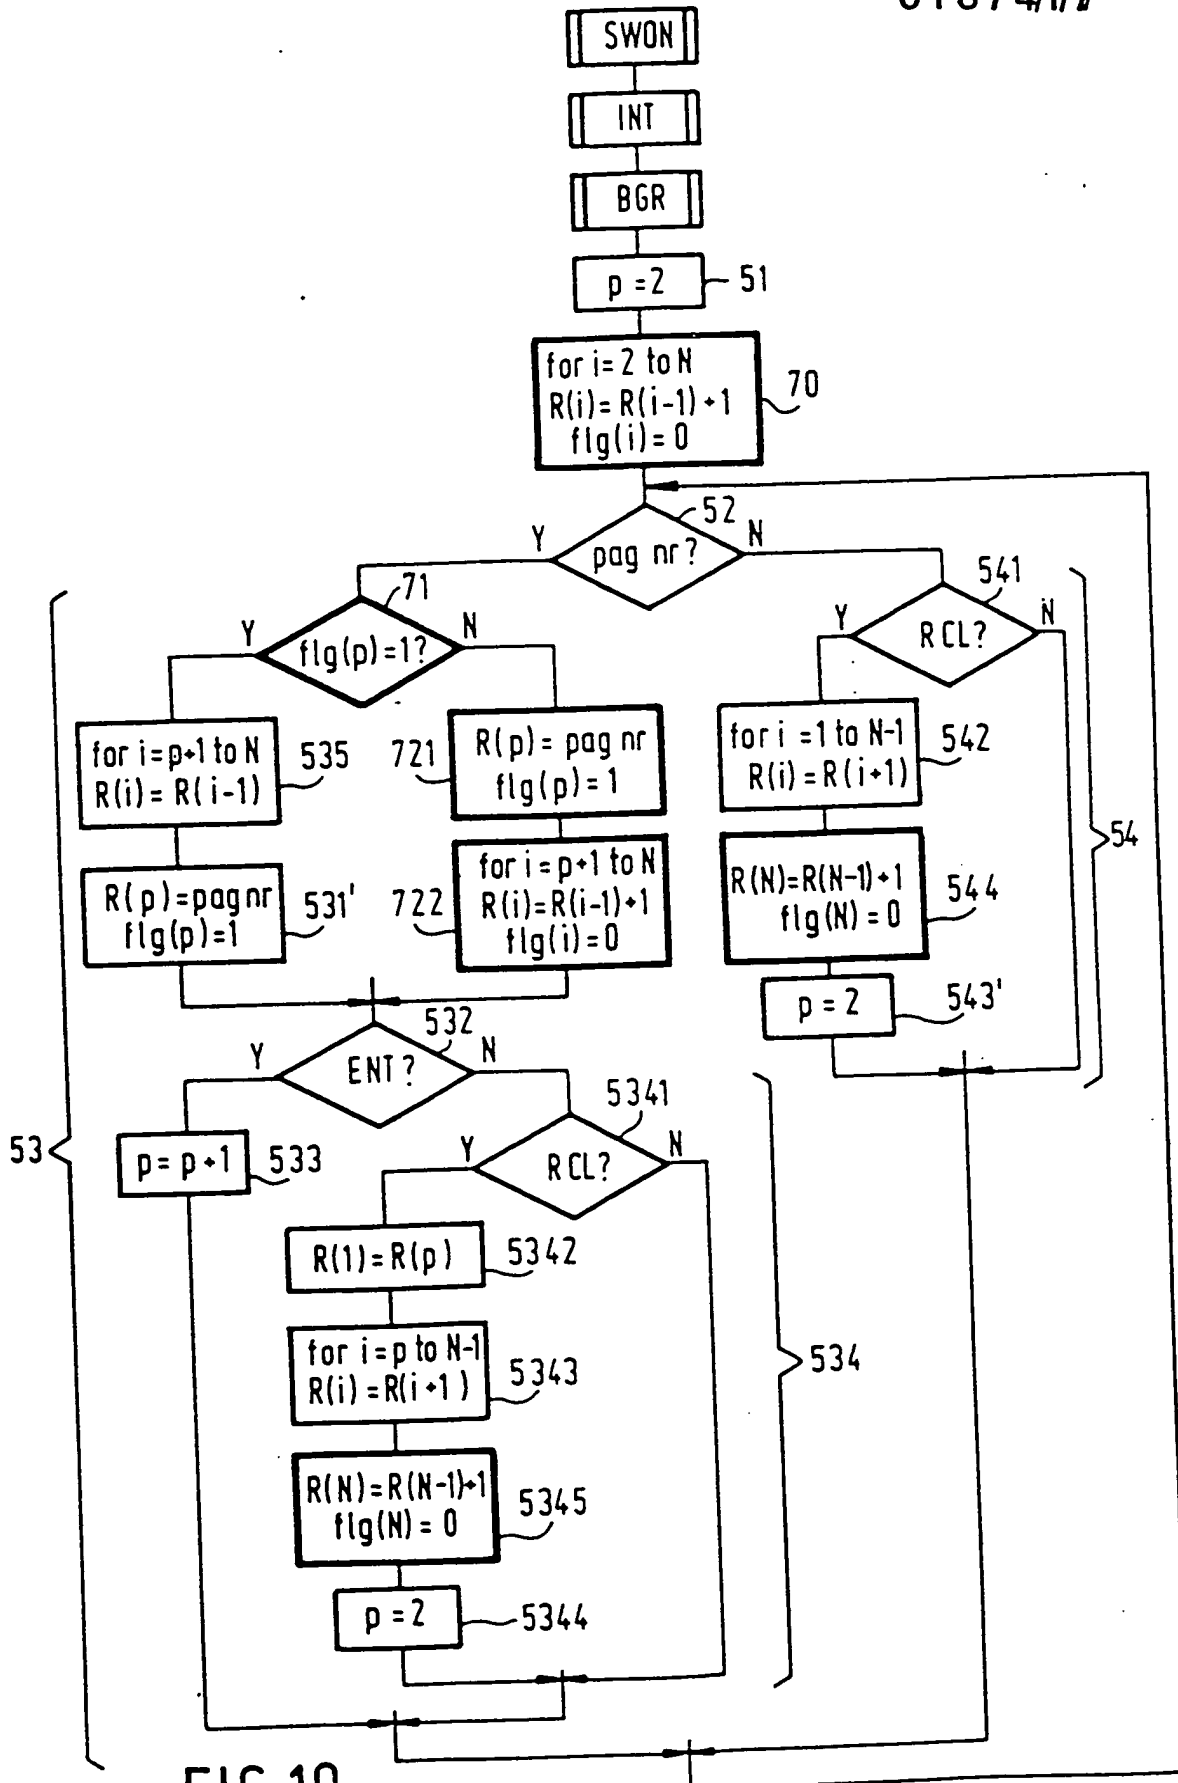 SWON
INT
BGR
p = 2
51
for i= 2 to N
R(i)= R(i-1) +1
flg(i) = 0
70
52
Y
pag nr?
N
71
Y
flg(p)=1?
N
541
Y
RCL?
N
for i=p+1 to N
R(i)= R(i-1)
535
721
R(p)= pag nr
flg(p)=1
for i =1 to N-1
R(i)= R(i+1)
542
54
R(p)=pagnr
flg(p)=1
531'
722
for i = p+1 to N
R(i)=R(i-1)+1
flg(i)=0
R(N)=R(N-1)+1
flg(N) = 0
544
p = 2
543'
532
Y
ENT?
N
53
p= p +1
533
5341
Y
RCL?
N
R(1)=R(p)
5342
for i=p to N-1
R(i) =R(i+1)
5343
534
R(N)=R(N-1)+1
flg(N)= 0
5345
p = 2
5344
FIG.10